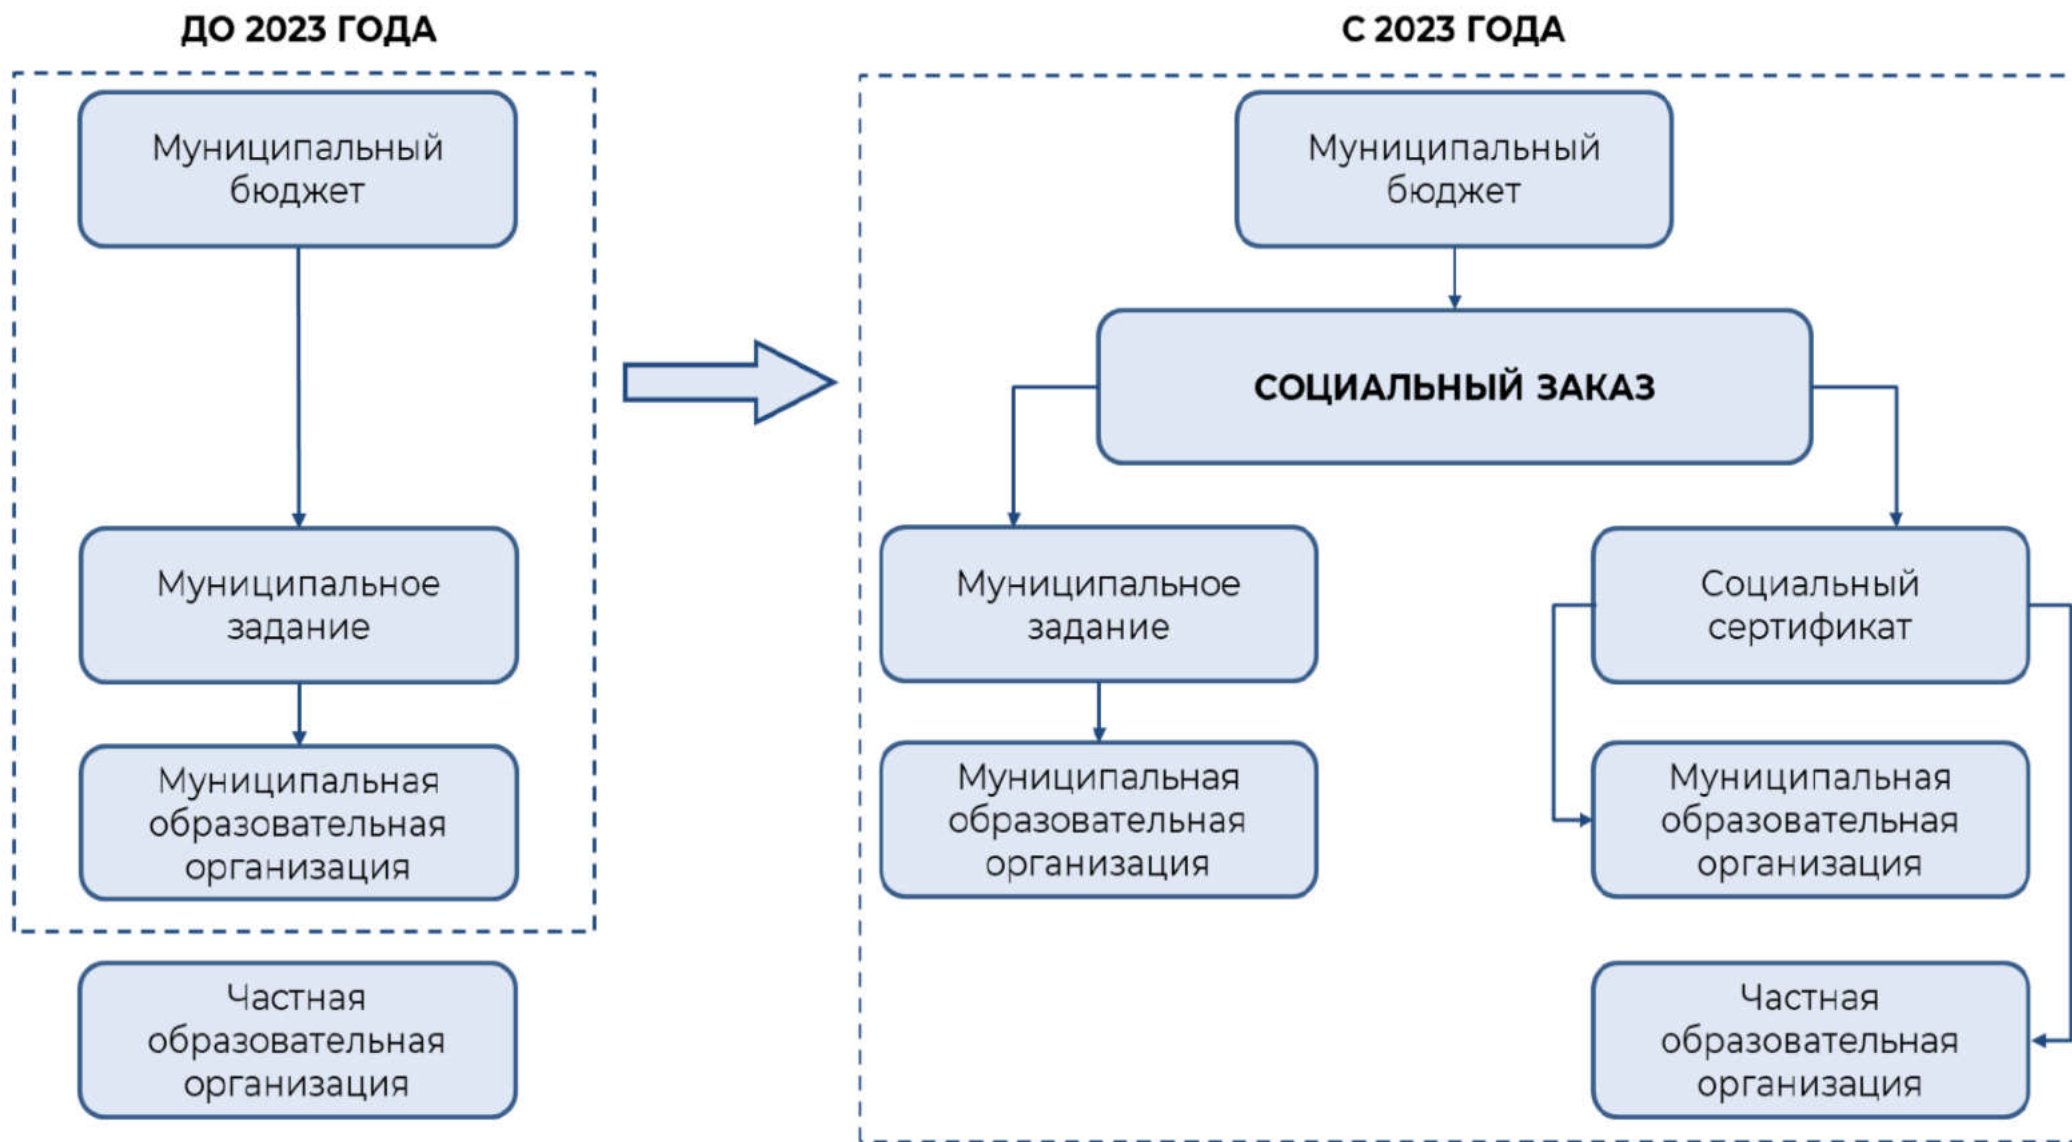 ДО 2023 ГОДА
Муниципальный
бюджет
Муниципальное
задание
Муниципальная
образовательная
организация
Частная
образовательная
организация
С 2023 ГОДА
Муниципальный
бюджет
СОЦИАЛЬНЫЙ ЗАКАЗ
Муниципальное
задание
Муниципальная
образовательная
организация
Социальный
сертификат
Муниципальная
образовательная
организация
Частная
образовательная
организация